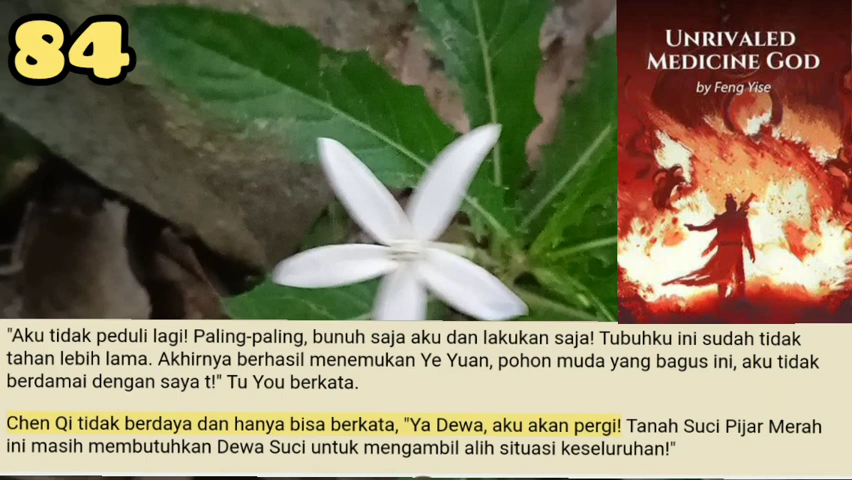 84
UNRIVALED
MEDICINE GOD
by Feng Yise
"Aku tidak peduli lagi! Paling-paling, bunuh saja aku dan lakukan saja! Tubuhku ini sudah tidak
tahan lebih lama. Akhirnya berhasil menemukan Ye Yuan, pohon muda yang bagus ini, aku tidak
berdamai dengan saya t!" Tu You berkata.
Chen Qi tidak berdaya dan hanya bisa berkata, "Ya Dewa, aku akan pergi! Tanah Suci Pijar Merah
ini masih membutuhkan Dewa Suci untuk mengambil alih situasi keseluruhan!"